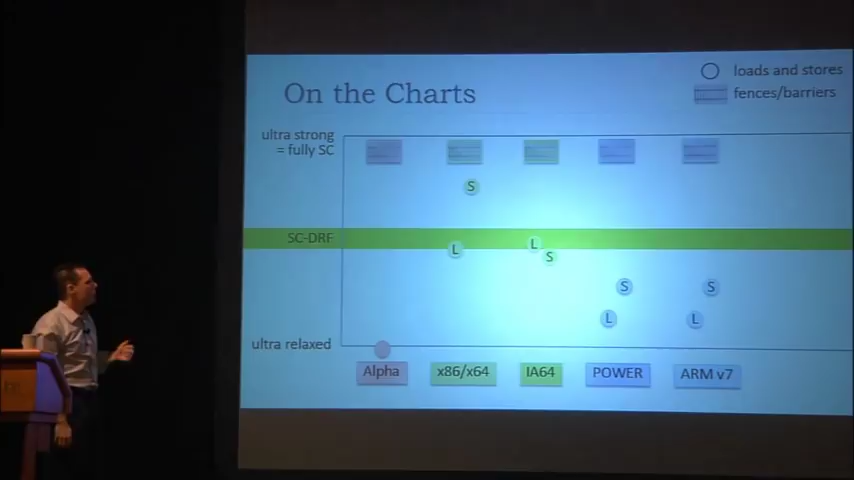 On the Charts
loads and stores
fences/barriers
ultra strong
= fully SC
S
SC-DRF
L
L
S
S
S
L
L
ultra relaxed
Alpha
x86/x64
IA64
POWER
ARM v7